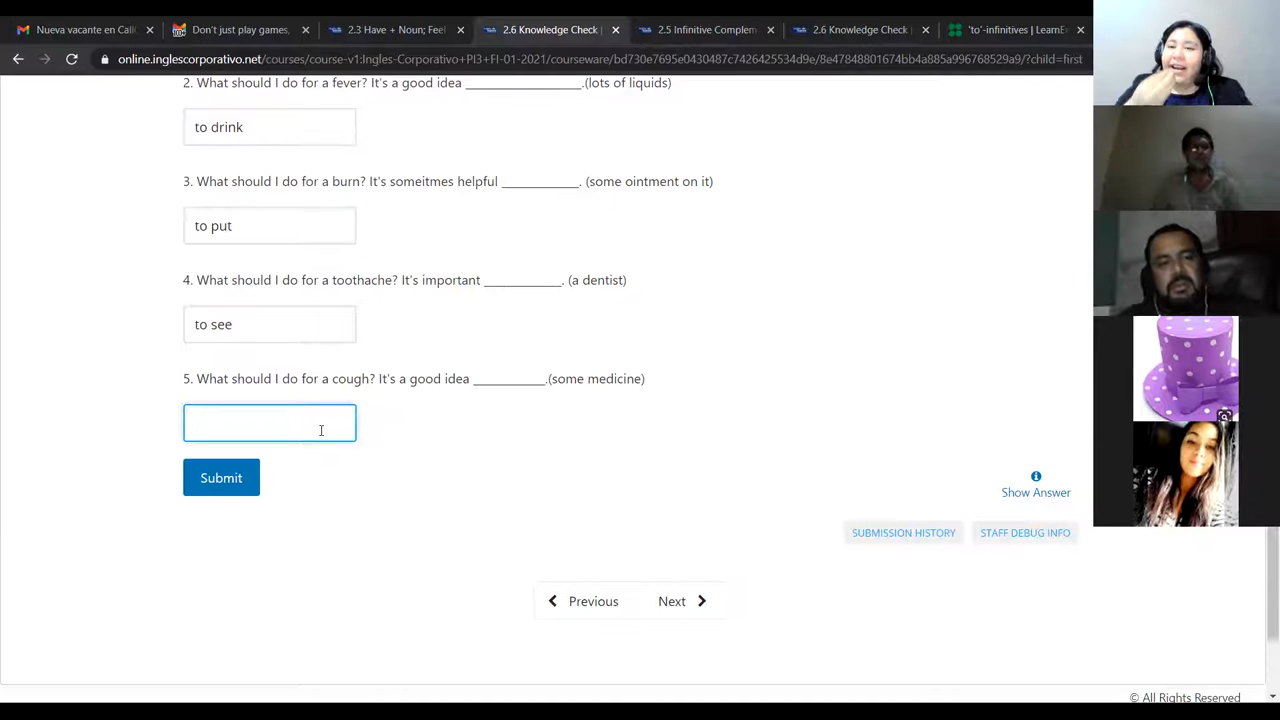 Nueva vacante en Cali
Don't just play games,
2.3 Have + Noun; Feel
2.6 Knowledge Check
2.5 Infinitive Complem
2.6 Knowledge Check
'to'-infinitives | LearnE
online.inglescorporativo.net/courses/course-v1:Ingles-Corporativo+PI3+FI-01-2021/courseware/bd730e7695e0430487c7426425534d9e/8e47848801674bb4a885a996768529a9/?child=first
2. What should I do for a fever? It's a good idea ___________________.(lots of liquids)
to drink
3. What should I do for a burn? It's someitmes helpful ____________. (some ointment on it)
to put
4. What should I do for a toothache? It's important ____________. (a dentist)
to see
5. What should I do for a cough? It's a good idea ___________.(some medicine)
Submit
Show Answer
SUBMISSION HISTORY
STAFF DEBUG INFO
Previous
Next
© All Rights Reserved